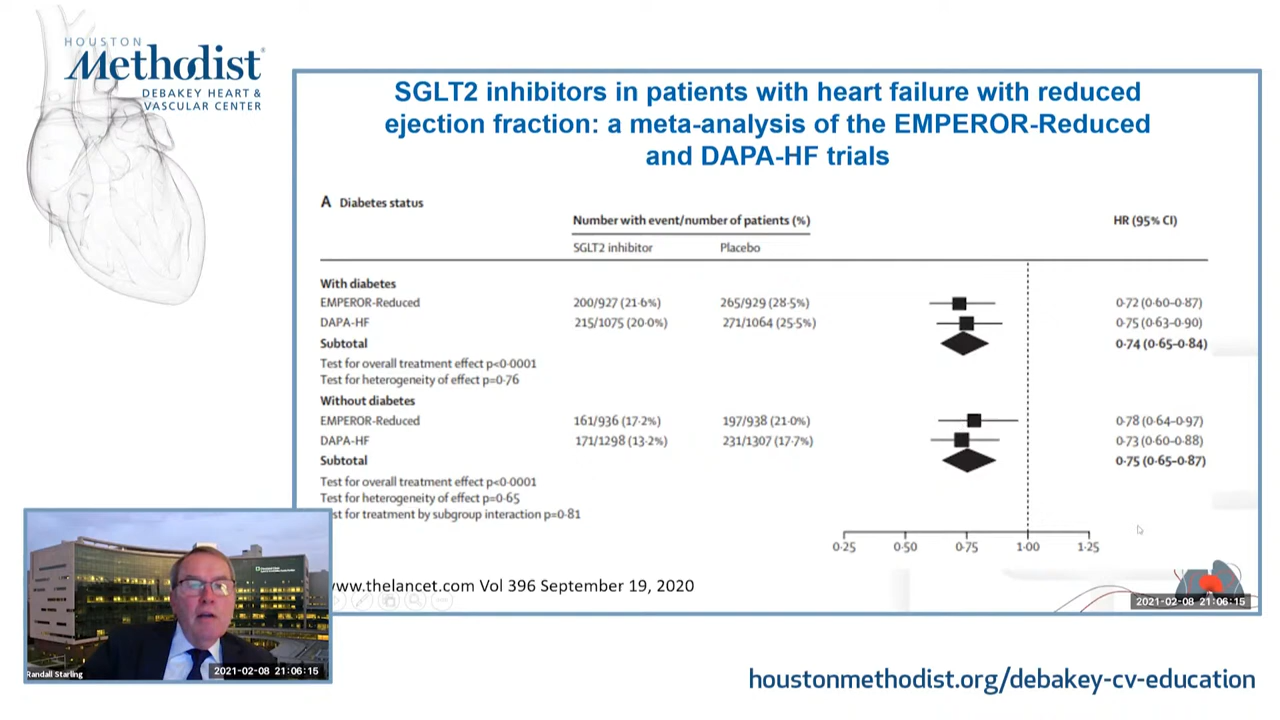 HOUSTON
Methodist
DEBAKEY HEART &
VASCULAR CENTER
SGLT2 inhibitors in patients with heart failure with reduced
ejection fraction: a meta-analysis of the EMPEROR-Reduced
and DAPA-HF trials
A Diabetes status
Number with event/number of patients (%) HR (95% CI)
SGLT2 inhibitor Placebo
With diabetes
EMPEROR-Reduced 200/927 (21·6%) 265/929 (28·5%) 0·72 (0·60–0·87)
DAPA-HF 215/1075 (20·0%) 271/1064 (25·5%) 0·75 (0·63–0·90)
Subtotal 0·74 (0·65–0·84)
Test for overall treatment effect p<0·0001
Test for heterogeneity of effect p=0·76
Without diabetes
EMPEROR-Reduced 161/936 (17·2%) 197/938 (21·0%) 0·78 (0·64–0·97)
DAPA-HF 171/1298 (13·2%) 231/1307 (17·7%) 0·73 (0·60–0·88)
Subtotal 0·75 (0·65–0·87)
Test for overall treatment effect p<0·0001
Test for heterogeneity of effect p=0·65
st for treatment by subgroup interaction p=0·81
0·25 0·50 0·75 1·00 1·25
www.thelancet.com Vol 396 September 19, 2020
2021-02-08 21:06:15
Randall Starling
2021-02-08 21:06:15
houstonmethodist.org/debakey-cv-education